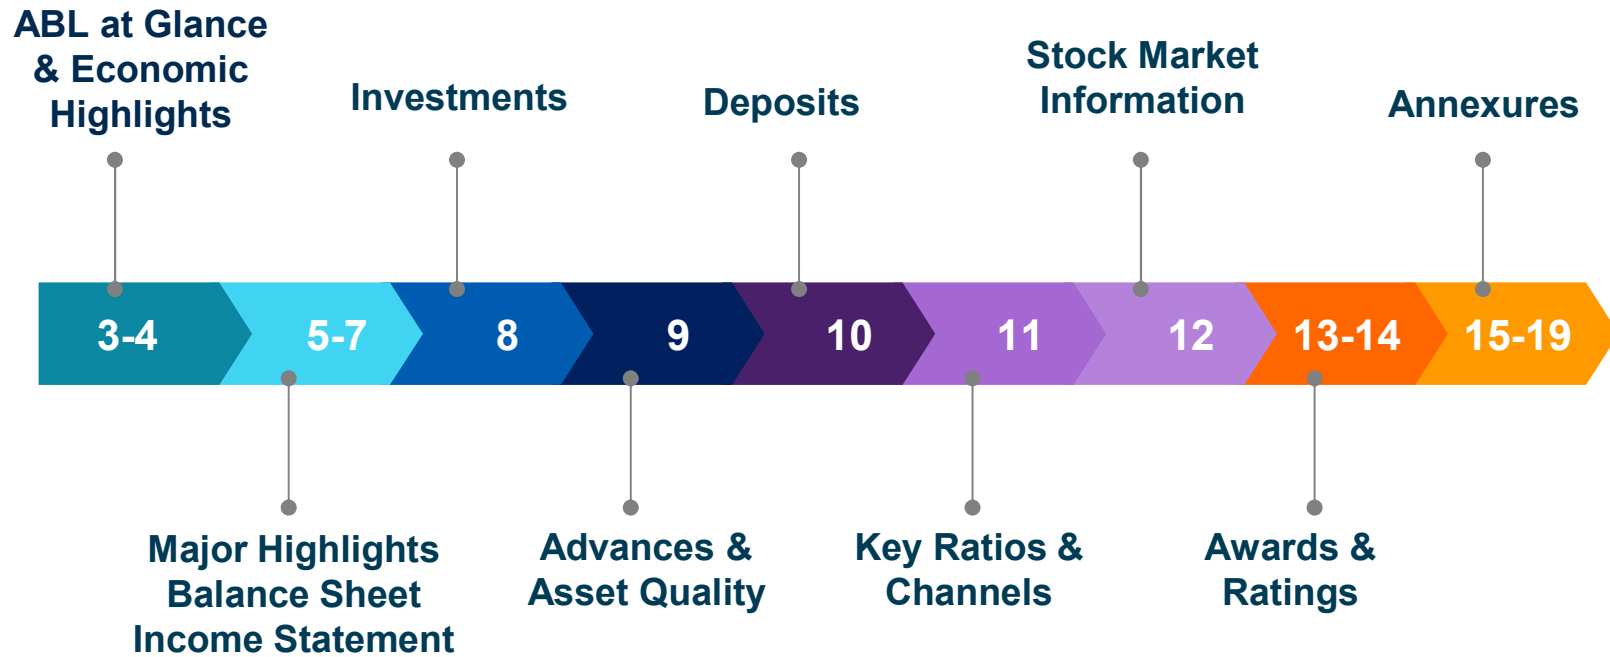 ABL at Glance
& Economic
Highlights
Investments
Deposits
Stock Market
Information
Annexures
3-4
5-7
8
9
10
11
12
13-14
15-19
Major Highlights
Balance Sheet
Income Statement
Advances &
Asset Quality
Key Ratios &
Channels
Awards &
Ratings